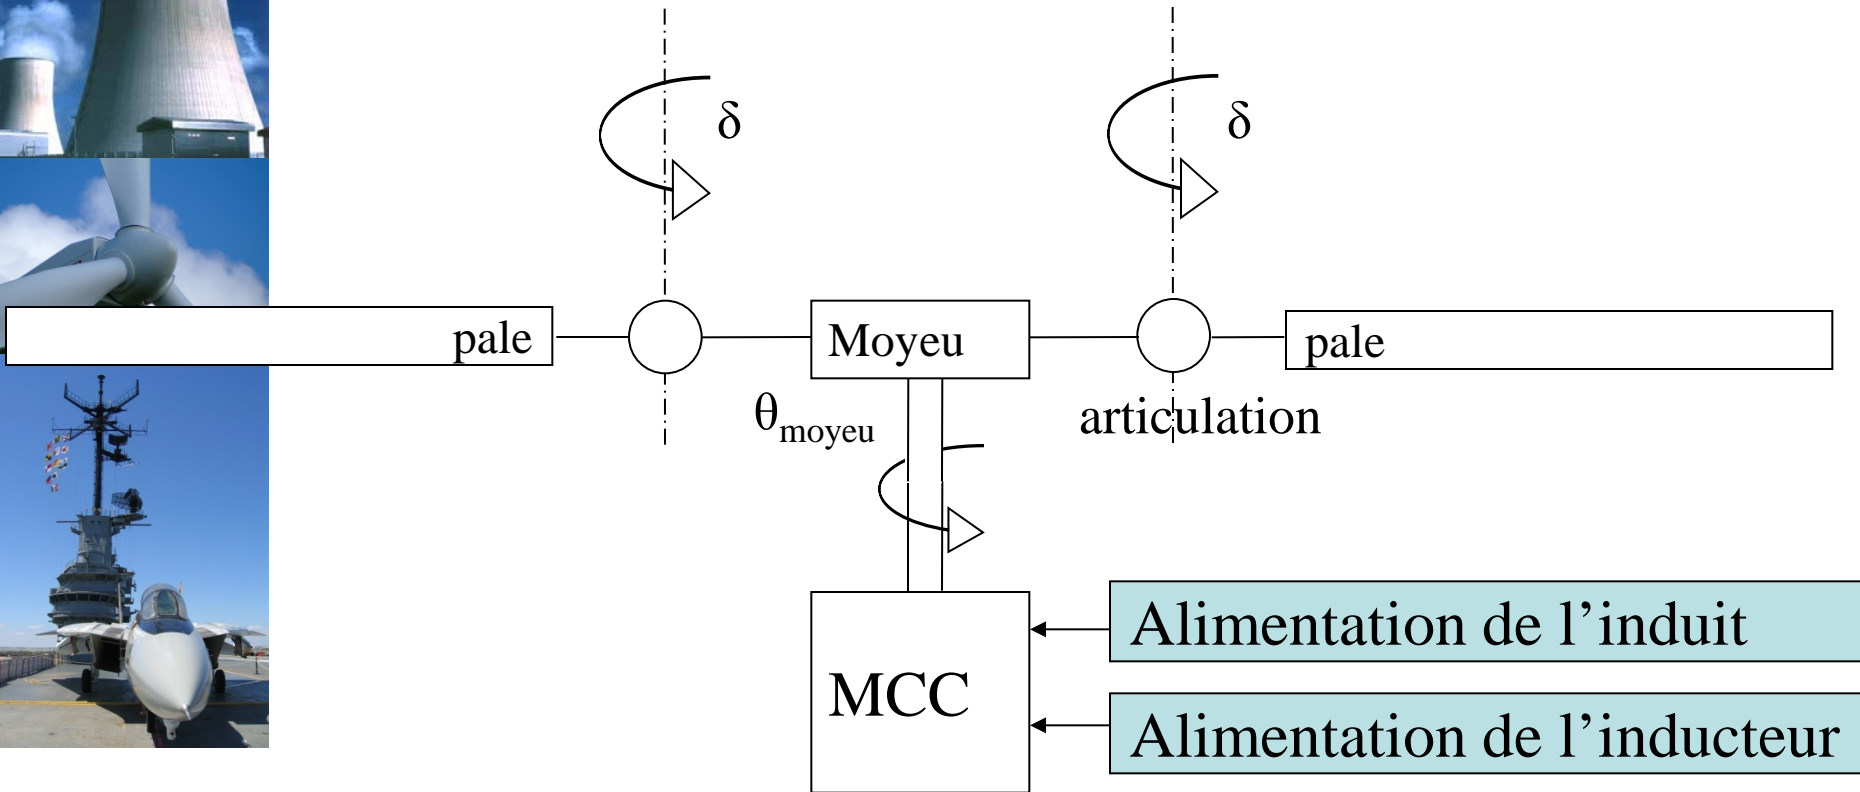 δ
δ
pale
Moyeu
pale
θmoyeu
articulation
Alimentation de l’induit
MCC
Alimentation de l’inducteur